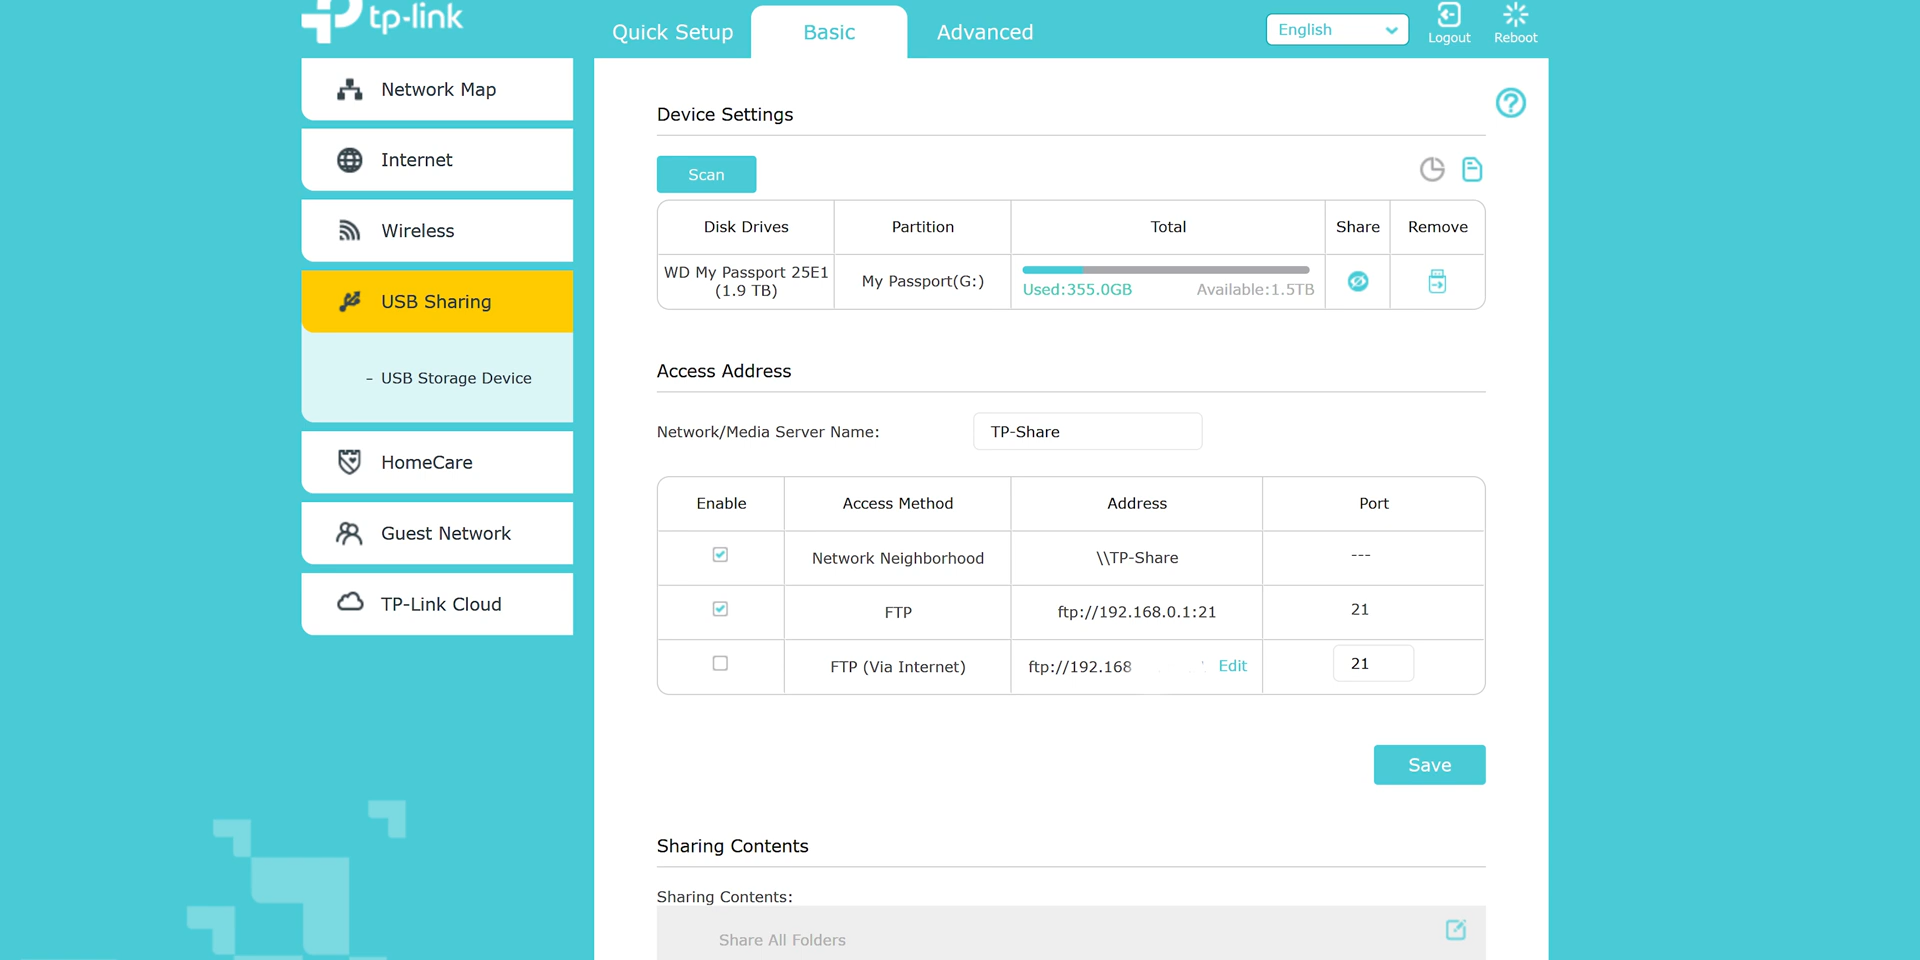 tp-link
Quick Setup
Basic
Advanced
English
Logout
Reboot
Network Map
Internet
Wireless
USB Sharing
- USB Storage Device
HomeCare
Guest Network
TP-Link Cloud
Device Settings
Scan
Disk Drives Partition Total Share Remove
WD My Passport 25E1
(1.9 TB)
My Passport(G:)
Used:355.0GB Available:1.5TB
Access Address
Network/Media Server Name: TP-Share
Enable Access Method Address Port
Network Neighborhood \\TP-Share ---
FTP ftp://192.168.0.1:21 21
FTP (Via Internet) ftp://192.168 Edit 21
Save
Sharing Contents
Sharing Contents:
Share All Folders